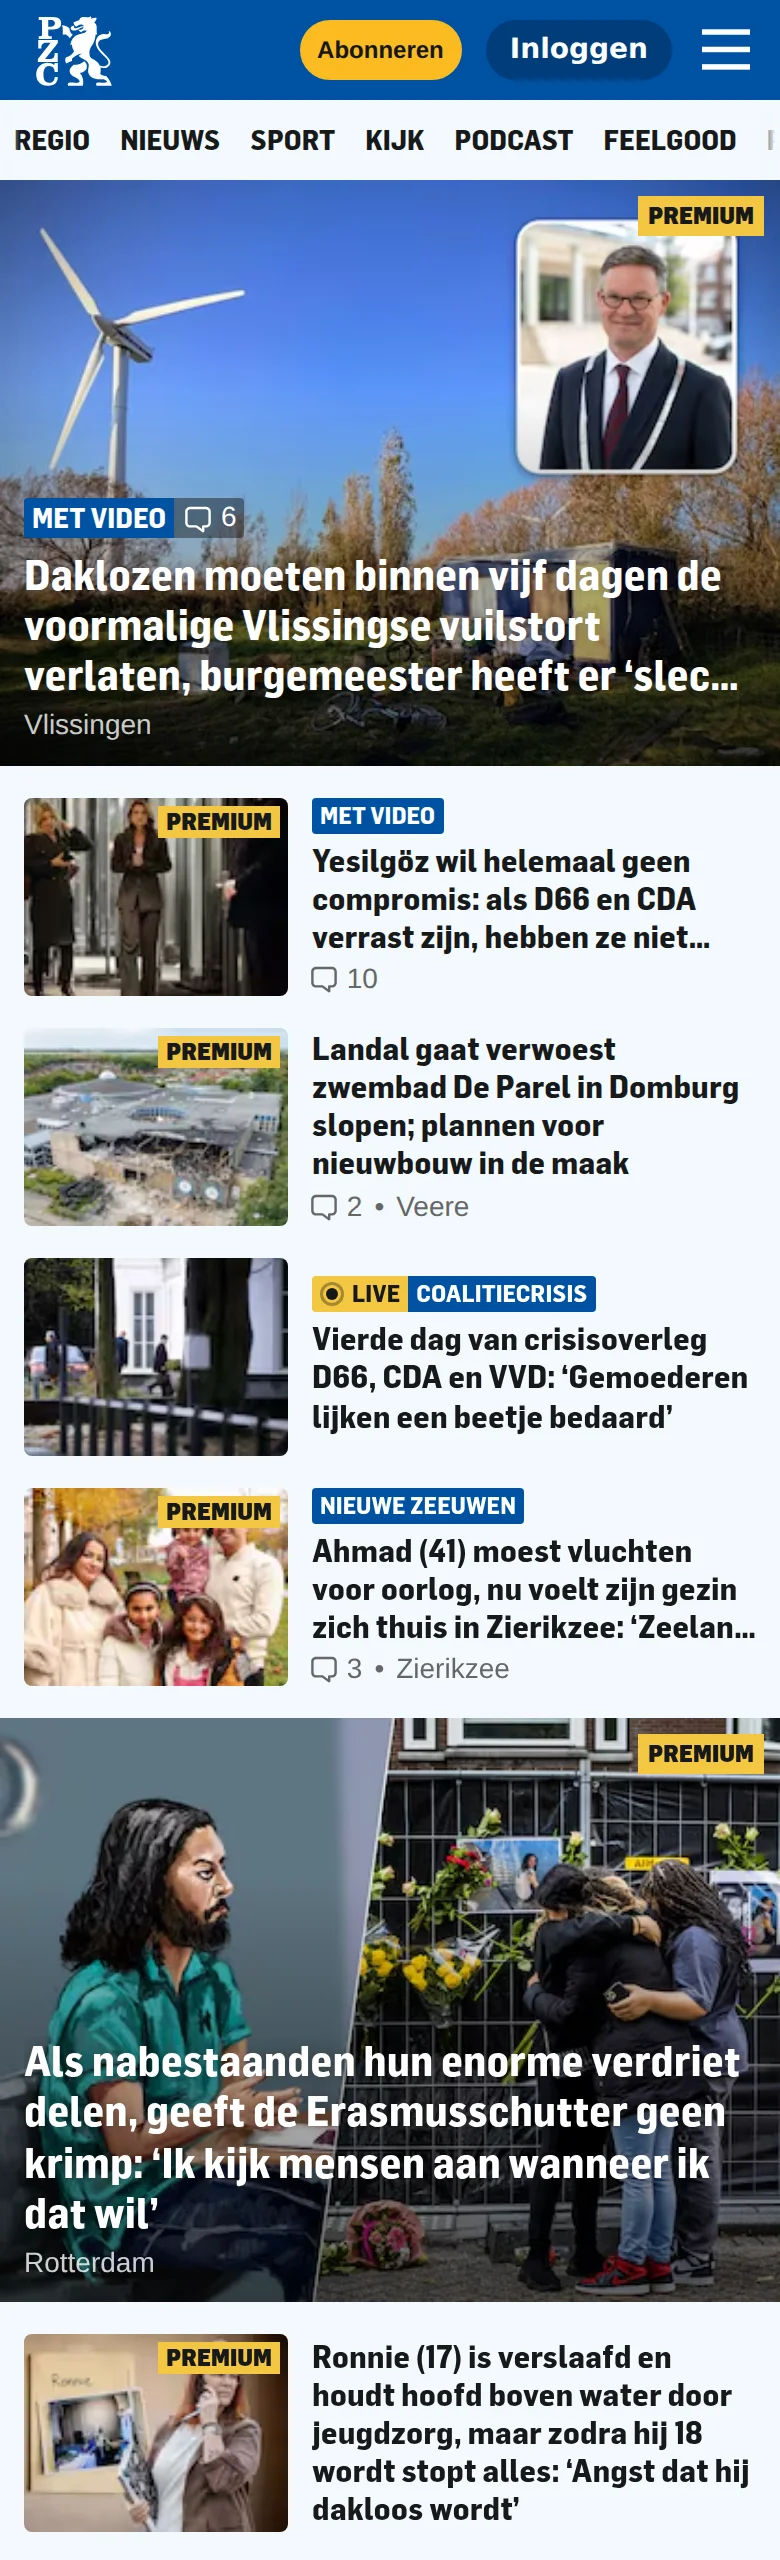 PZC
Abonneren
Inloggen
REGIO NIEUWS SPORT KIJK PODCAST FEELGOOD
PREMIUM
MET VIDEO 6
Daklozen moeten binnen vijf dagen de
voormalige Vlissingse vuilstort
verlaten, burgemeester heeft er ‘slec...
Vlissingen
PREMIUM
MET VIDEO
Yesilgöz wil helemaal geen
compromis: als D66 en CDA
verrast zijn, hebben ze niet...
10
PREMIUM
Landal gaat verwoest
zwembad De Parel in Domburg
slopen; plannen voor
nieuwbouw in de maak
2 • Veere
LIVE COALITIECRISIS
Vierde dag van crisisoverleg
D66, CDA en VVD: ‘Gemoederen
lijken een beetje bedaard’
PREMIUM
NIEUWE ZEEUWEN
Ahmad (41) moest vluchten
voor oorlog, nu voelt zijn gezin
zich thuis in Zierikzee: ‘Zeelan...
3 • Zierikzee
PREMIUM
Als nabestaanden hun enorme verdriet
delen, geeft de Erasmusschutter geen
krimp: ‘Ik kijk mensen aan wanneer ik
dat wil’
Rotterdam
PREMIUM
Ronnie
Ronnie (17) is verslaafd en
houdt hoofd boven water door
jeugdzorg, maar zodra hij 18
wordt stopt alles: ‘Angst dat hij
dakloos wordt’